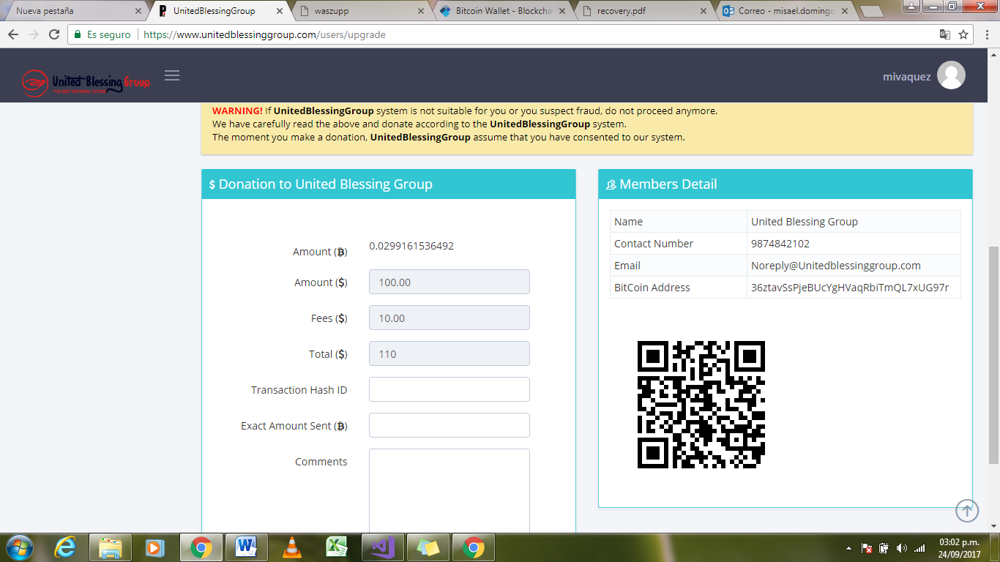 Nueva pestaña
UnitedBlessingGroup
waszupp
Bitcoin Wallet - Blockcha
recovery.pdf
Correo - misael.domingo
Es seguro
https://www.unitedblessinggroup.com/users/upgrade
United Blessing Group
THE BEST REFERRAL SYSTEM
mivaquez
WARNING! If UnitedBlessingGroup system is not suitable for you or you suspect fraud, do not proceed anymore.
We have carefully read the above and donate according to the UnitedBlessingGroup system.
The moment you make a donation, UnitedBlessingGroup assume that you have consented to our system.
$ Donation to United Blessing Group
Amount (₿) 0.0299161536492
Amount ($) 100.00
Fees ($) 10.00
Total ($) 110
Transaction Hash ID
Exact Amount Sent (₿)
Comments
Members Detail
Name United Blessing Group
Contact Number 9874842102
Email Noreply@Unitedblessinggroup.com
BitCoin Address 36ztavSsPjeBUcYgHVaqRbiTmQL7xUG97r
03:02 p.m.
24/09/2017